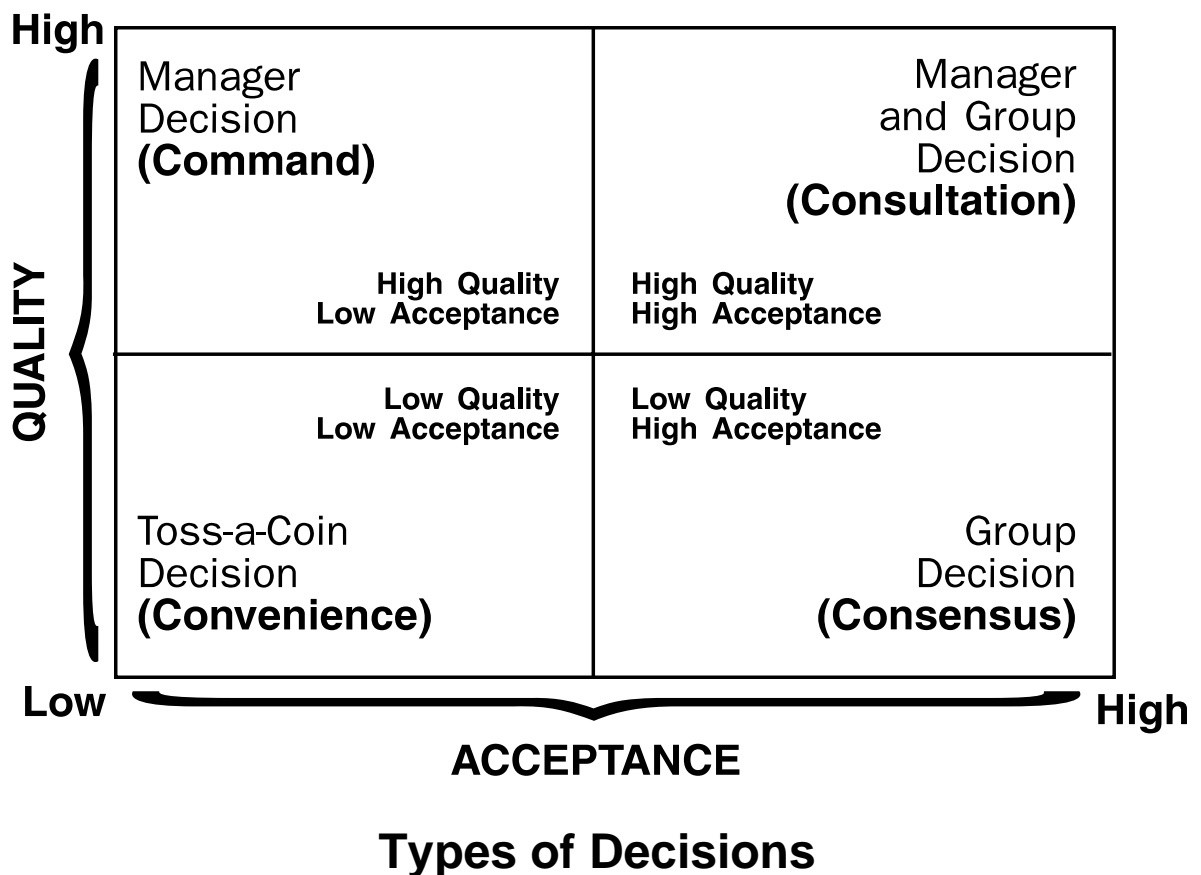 High
Manager
Decision
(Command)
Manager
and Group
Decision
(Consultation)
High Quality
Low Acceptance
High Quality
High Acceptance
QUALITY
Low Quality
Low Acceptance
Low Quality
High Acceptance
Toss-a-Coin
Decision
(Convenience)
Group
Decision
(Consensus)
Low
High
ACCEPTANCE
Types of Decisions